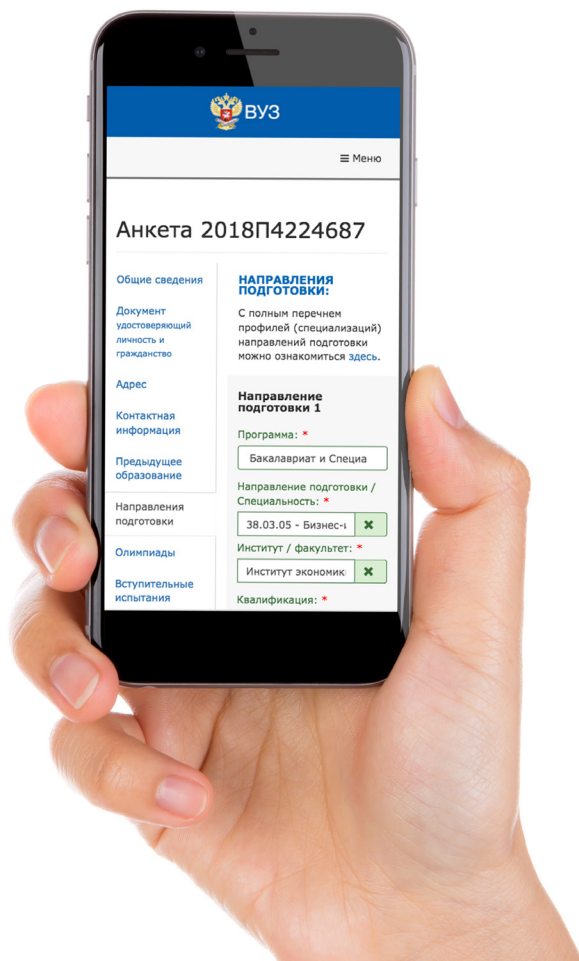 ВУЗ
≡ Меню
Анкета 2018П4224687
Общие сведения
Документ
удостоверяющий
личность и
гражданство
Адрес
Контактная
информация
Предыдущее
образование
Направления
подготовки
Олимпиады
Вступительные
испытания
НАПРАВЛЕНИЯ
ПОДГОТОВКИ:
С полным перечнем
профилей (специализаций)
направлений подготовки
можно ознакомиться здесь.
Направление
подготовки 1
Программа: *
Бакалавриат и Специа
Направление подготовки /
Специальность: *
38.03.05 - Бизнес-и
Институт / факультет: *
Институт экономик
Квалификация: *